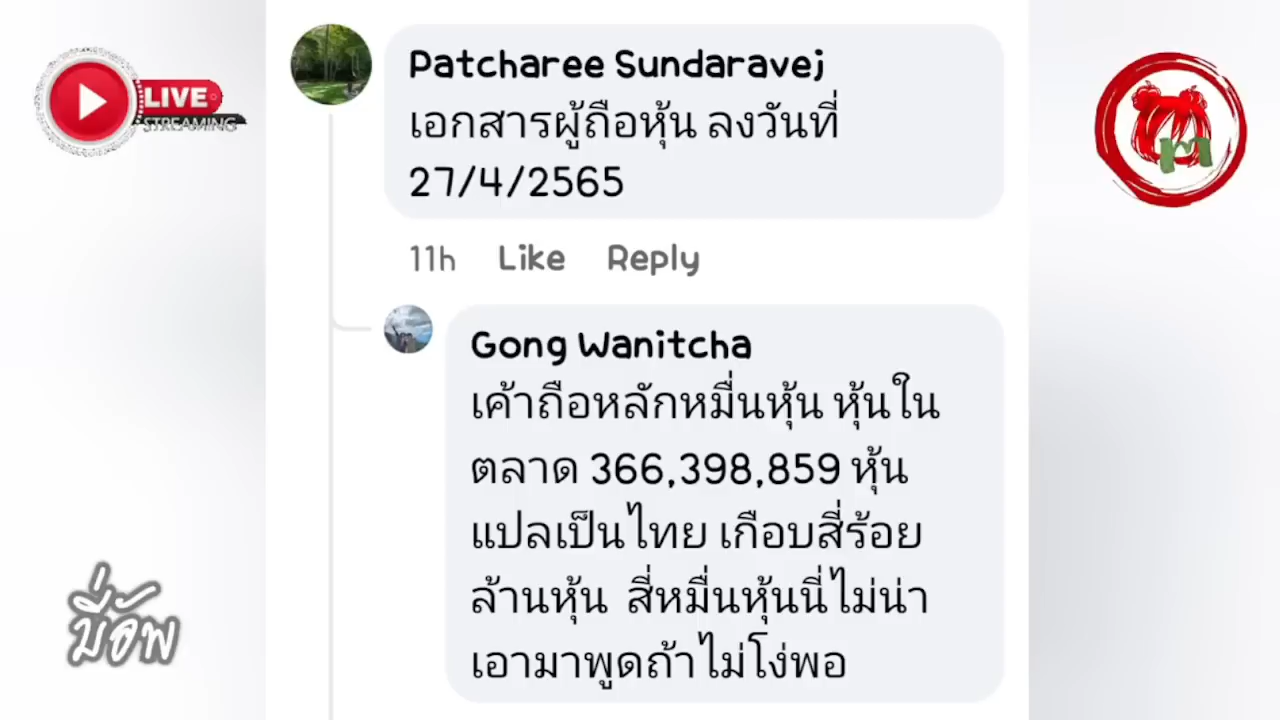 LIVE
STREAMING
Patcharee Sundaravej
เอกสารผู้ถือหุ้น ลงวันที่
27/4/2565
11h Like Reply
Gong Wanitcha
เค้าถือหลักหมื่นหุ้น หุ้นใน
ตลาด 366,398,859 หุ้น
แปลเป็นไทย เกือบสี่ร้อย
ล้านหุ้น สี่หมื่นหุ้นนี่ไม่น่า
เอามาพูดถ้าไม่โง่พอ